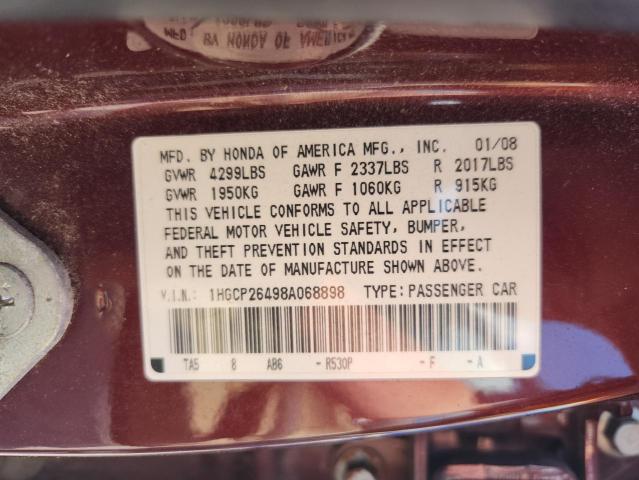 MFD. BY HONDA OF AMERICA MFG., INC. 01/08
GVWR 4299LBS GAWR F 2337LBS R 2017LBS
GVWR 1950KG GAWR F 1060KG R 915KG
THIS VEHICLE CONFORMS TO ALL APPLICABLE
FEDERAL MOTOR VEHICLE SAFETY, BUMPER,
AND THEFT PREVENTION STANDARDS IN EFFECT
ON THE DATE OF MANUFACTURE SHOWN ABOVE.
V.I.N.: 1HGCP26498A068898 TYPE: PASSENGER CAR
TA5 8 AB6 -R530P -F -A